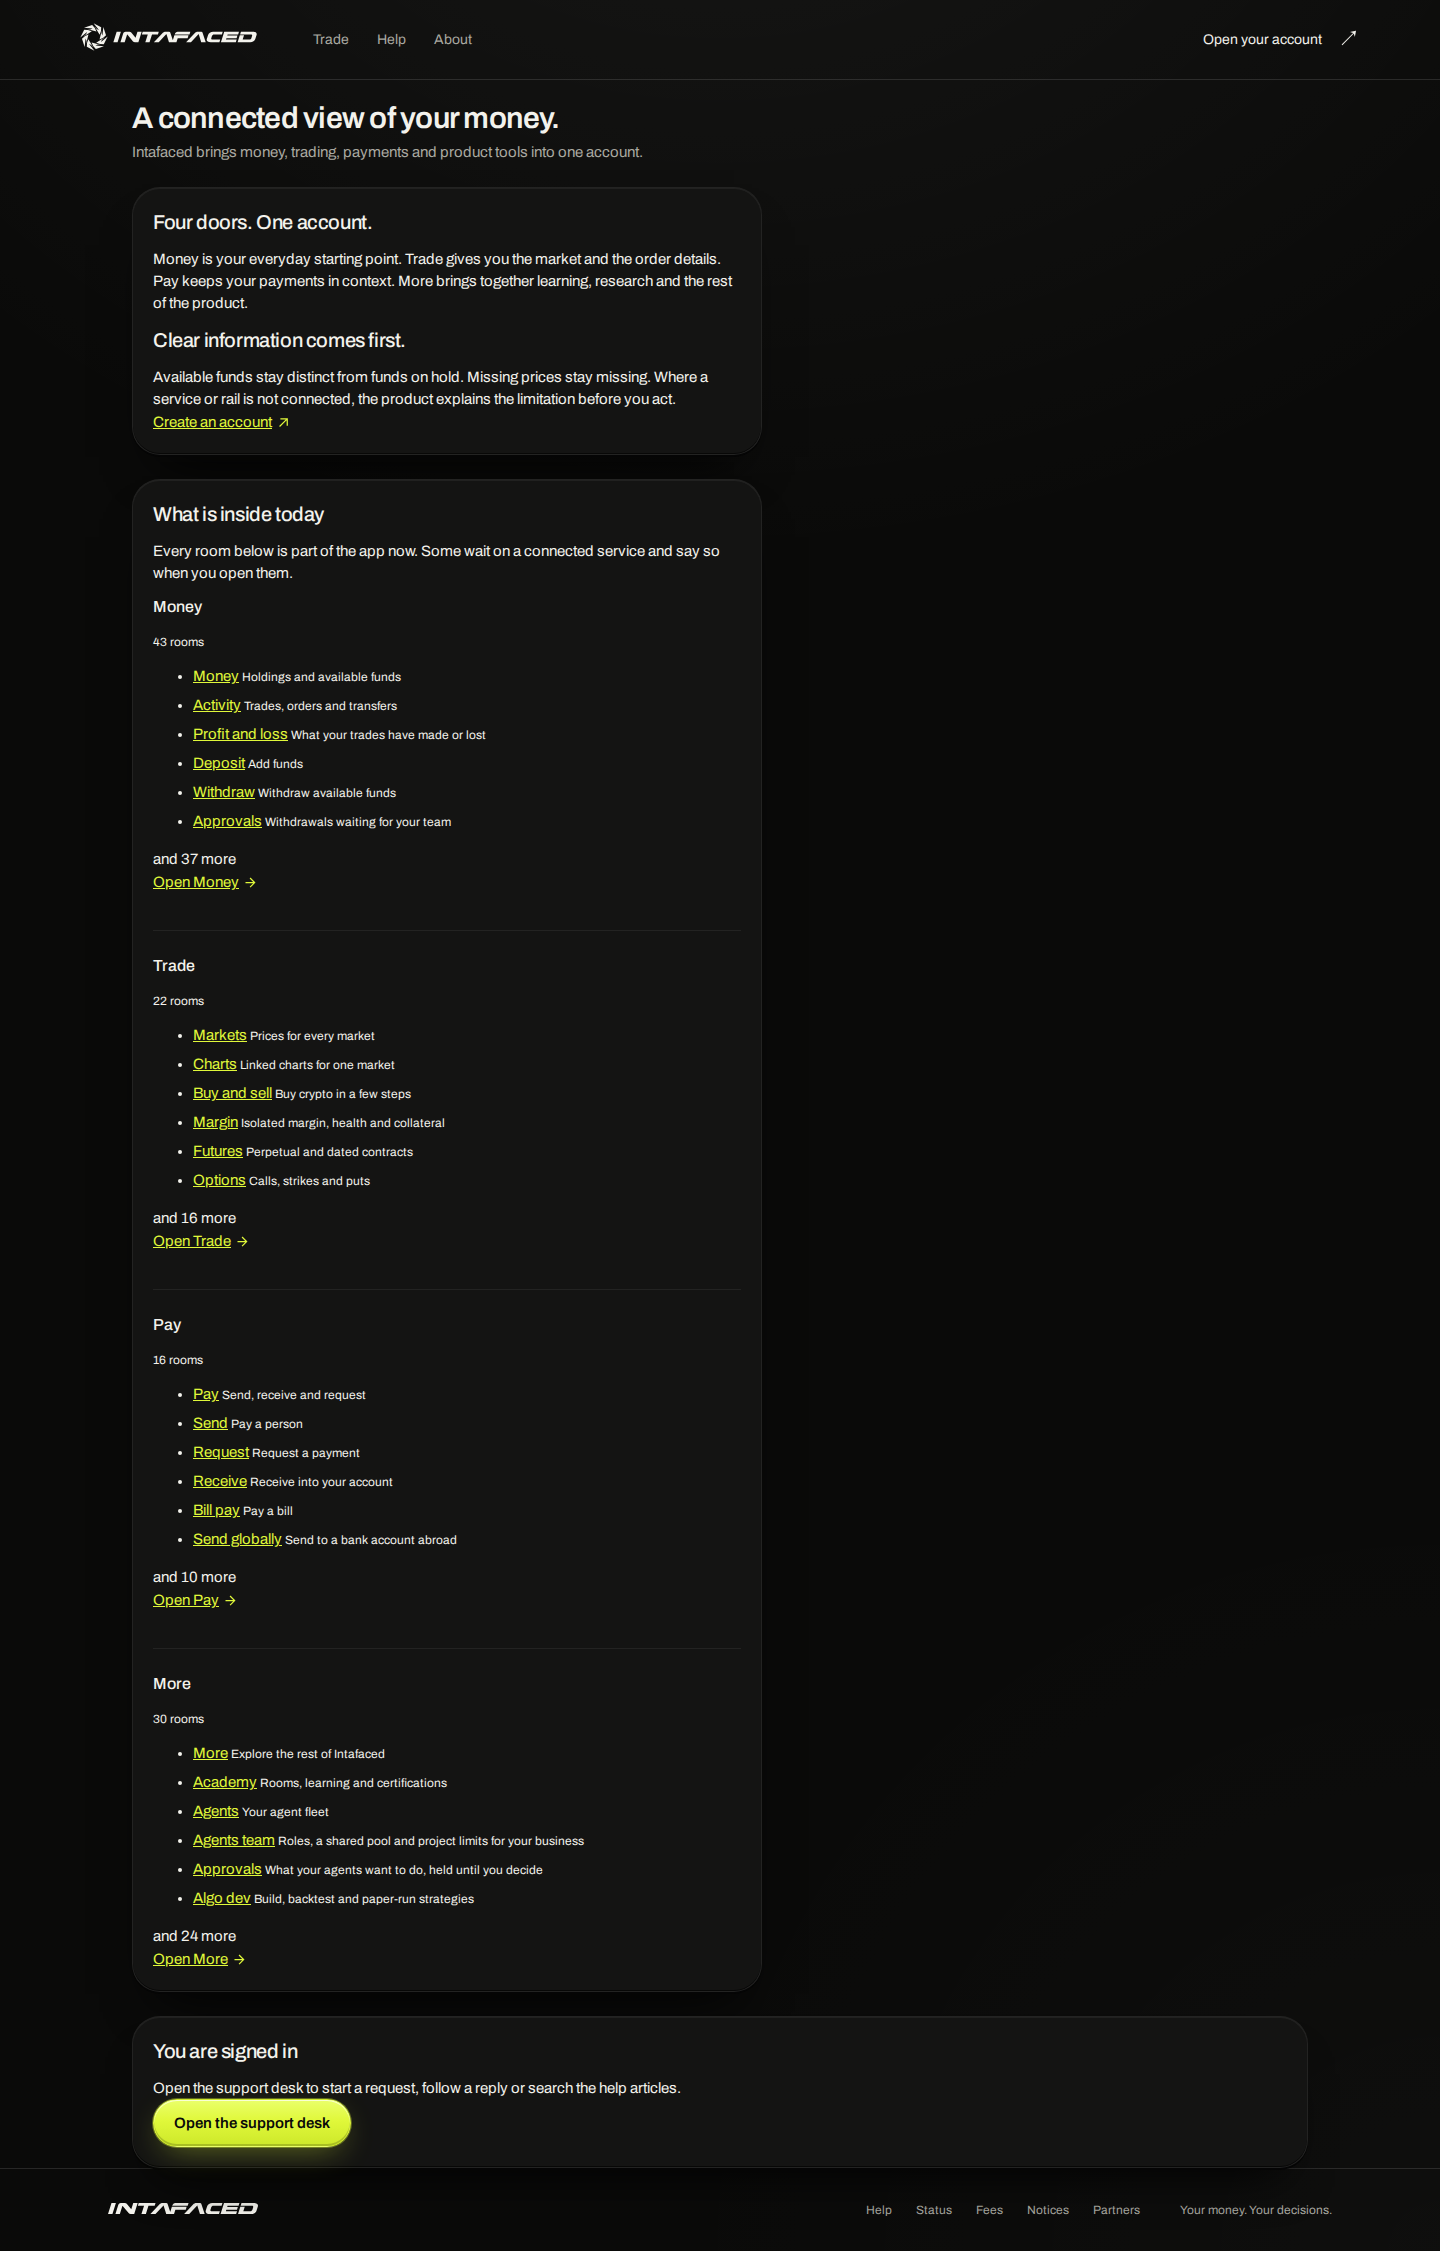 INTAFACED
Trade
Help
About
Open your account
A connected view of your money.
Intafaced brings money, trading, payments and product tools into one account.
Four doors. One account.
Money is your everyday starting point. Trade gives you the market and the order details.
Pay keeps your payments in context. More brings together learning, research and the rest
of the product.
Clear information comes first.
Available funds stay distinct from funds on hold. Missing prices stay missing. Where a
service or rail is not connected, the product explains the limitation before you act.
Create an account ↗
What is inside today
Every room below is part of the app now. Some wait on a connected service and say so
when you open them.
Money
43 rooms
• Money Holdings and available funds
• Activity Trades, orders and transfers
• Profit and loss What your trades have made or lost
• Deposit Add funds
• Withdraw Withdraw available funds
• Approvals Withdrawals waiting for your team
and 37 more
Open Money →
Trade
22 rooms
• Markets Prices for every market
• Charts Linked charts for one market
• Buy and sell Buy crypto in a few steps
• Margin Isolated margin, health and collateral
• Futures Perpetual and dated contracts
• Options Calls, strikes and puts
and 16 more
Open Trade →
Pay
16 rooms
• Pay Send, receive and request
• Send Pay a person
• Request Request a payment
• Receive Receive into your account
• Bill pay Pay a bill
• Send globally Send to a bank account abroad
and 10 more
Open Pay →
More
30 rooms
• More Explore the rest of Intafaced
• Academy Rooms, learning and certifications
• Agents Your agent fleet
• Agents team Roles, a shared pool and project limits for your business
• Approvals What your agents want to do, held until you decide
• Algo dev Build, backtest and paper-run strategies
and 24 more
Open More →
You are signed in
Open the support desk to start a request, follow a reply or search the help articles.
Open the support desk
INTAFACED
Help
Status
Fees
Notices
Partners
Your money. Your decisions.